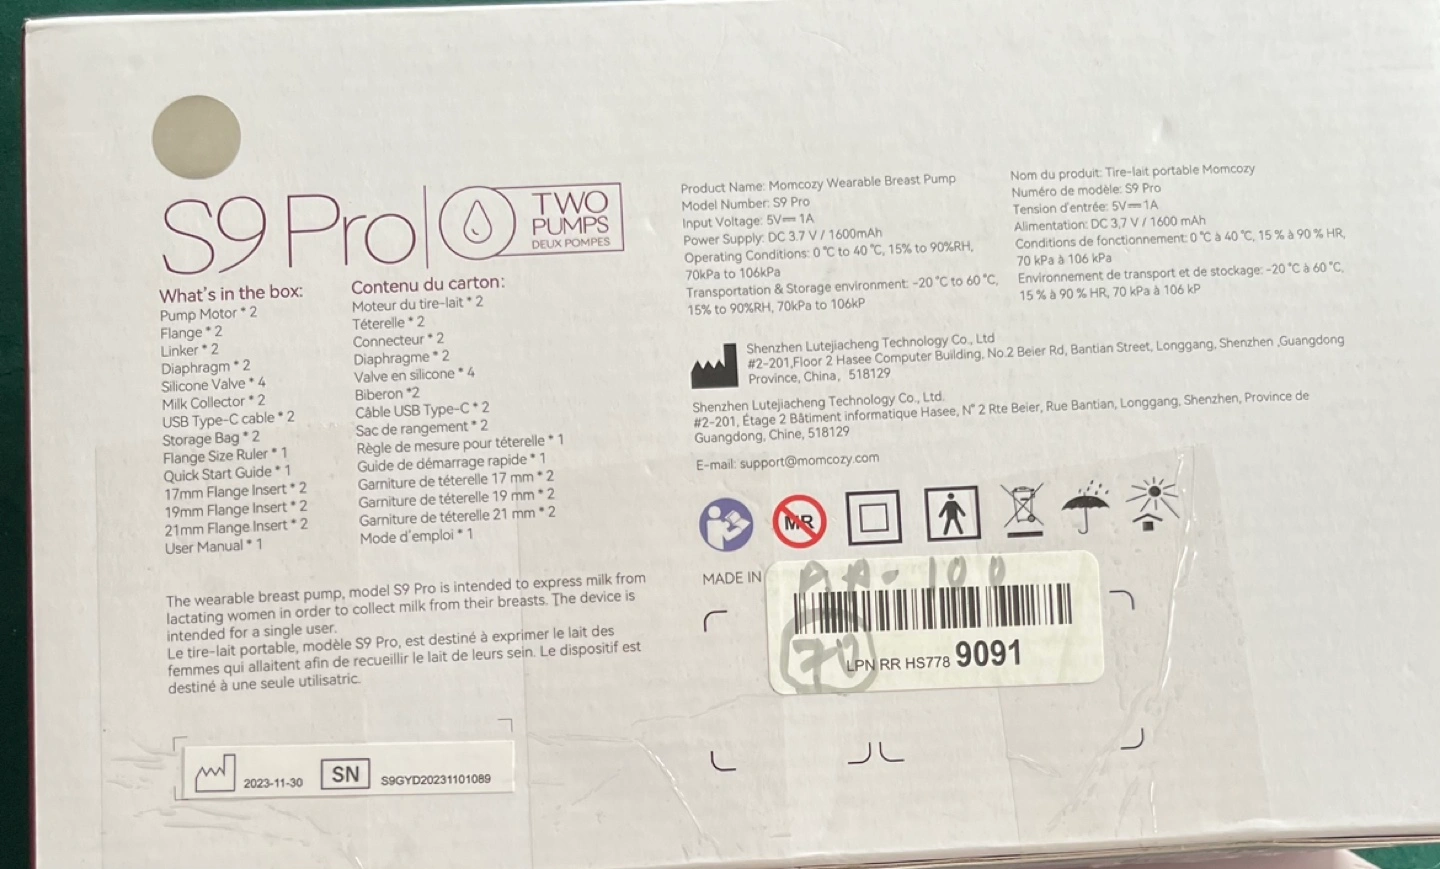 S9 Pro
TWO
PUMPS
DEUX POMPES
What's in the box:
Pump Motor * 2
Flange * 2
Linker * 2
Diaphragm * 2
Silicone Valve * 4
Milk Collector * 2
USB Type-C cable * 2
Storage Bag * 2
Flange Size Ruler * 1
Quick Start Guide * 1
17mm Flange Insert * 2
19mm Flange Insert * 2
21mm Flange Insert * 2
User Manual * 1
Contenu du carton:
Moteur du tire-lait * 2
Téterelle * 2
Connecteur * 2
Diaphragme * 2
Valve en silicone * 4
Biberon *2
Câble USB Type-C * 2
Sac de rangement * 2
Règle de mesure pour téterelle * 1
Guide de démarrage rapide * 1
Garniture de téterelle 17 mm * 2
Garniture de téterelle 19 mm * 2
Garniture de téterelle 21 mm * 2
Mode d'emploi * 1
The wearable breast pump, model S9 Pro is intended to express milk from
lactating women in order to collect milk from their breasts. The device is
intended for a single user.
Le tire-lait portable, modèle S9 Pro, est destiné à exprimer le lait des
femmes qui allaitent afin de recueillir le lait de leurs sein. Le dispositif est
destiné à une seule utilisatric.
2023-11-30
SN
S9GYD20231101089
Product Name: Momcozy Wearable Breast Pump
Model Number: S9 Pro
Input Voltage: 5V⎓ 1A
Power Supply: DC 3.7 V / 1600mAh
Operating Conditions: 0 °C to 40 °C, 15% to 90%RH,
70kPa to 106kPa
Transportation & Storage environment: -20 °C to 60 °C,
15% to 90%RH, 70kPa to 106kP
Nom du produit: Tire-lait portable Momcozy
Numéro de modèle: S9 Pro
Tension d'entrée: 5V⎓ 1A
Alimentation: DC 3,7 V / 1600 mAh
Conditions de fonctionnement: 0 °C à 40 °C, 15 % à 90 % HR,
70 kPa à 106 kPa
Environnement de transport et de stockage: -20 °C à 60 °C,
15 % à 90 % HR, 70 kPa à 106 kP
Shenzhen Lutejiacheng Technology Co., Ltd
#2-201,Floor 2 Hasee Computer Building, No.2 Beier Rd, Bantian Street, Longgang, Shenzhen ,Guangdong
Province, China, 518129
Shenzhen Lutejiacheng Technology Co., Ltd.
#2-201, Étage 2 Bâtiment informatique Hasee, N° 2 Rte Beier, Rue Bantian, Longgang, Shenzhen, Province de
Guangdong, Chine, 518129
E-mail: support@momcozy.com
MR
MADE IN
AA-100
70
LPN RR HS778 9091